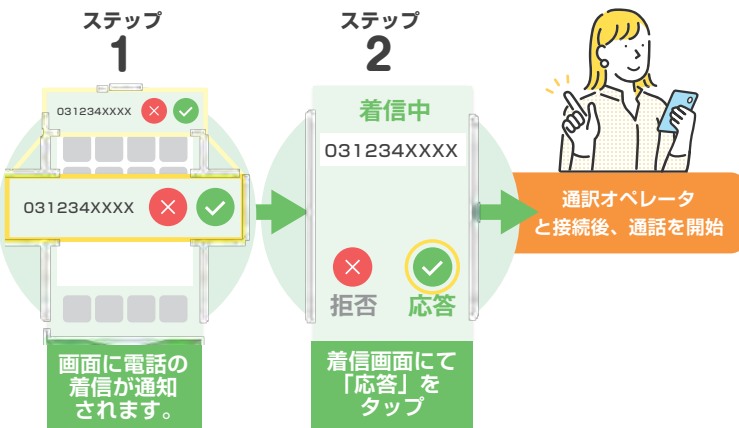 ステップ
1
031234XXXX
031234XXXX
画面に電話の
着信が通知
されます。
ステップ
2
着信中
031234XXXX
拒否
応答
着信画面にて
「応答」を
タップ
通訳オペレータ
と接続後、通話を開始